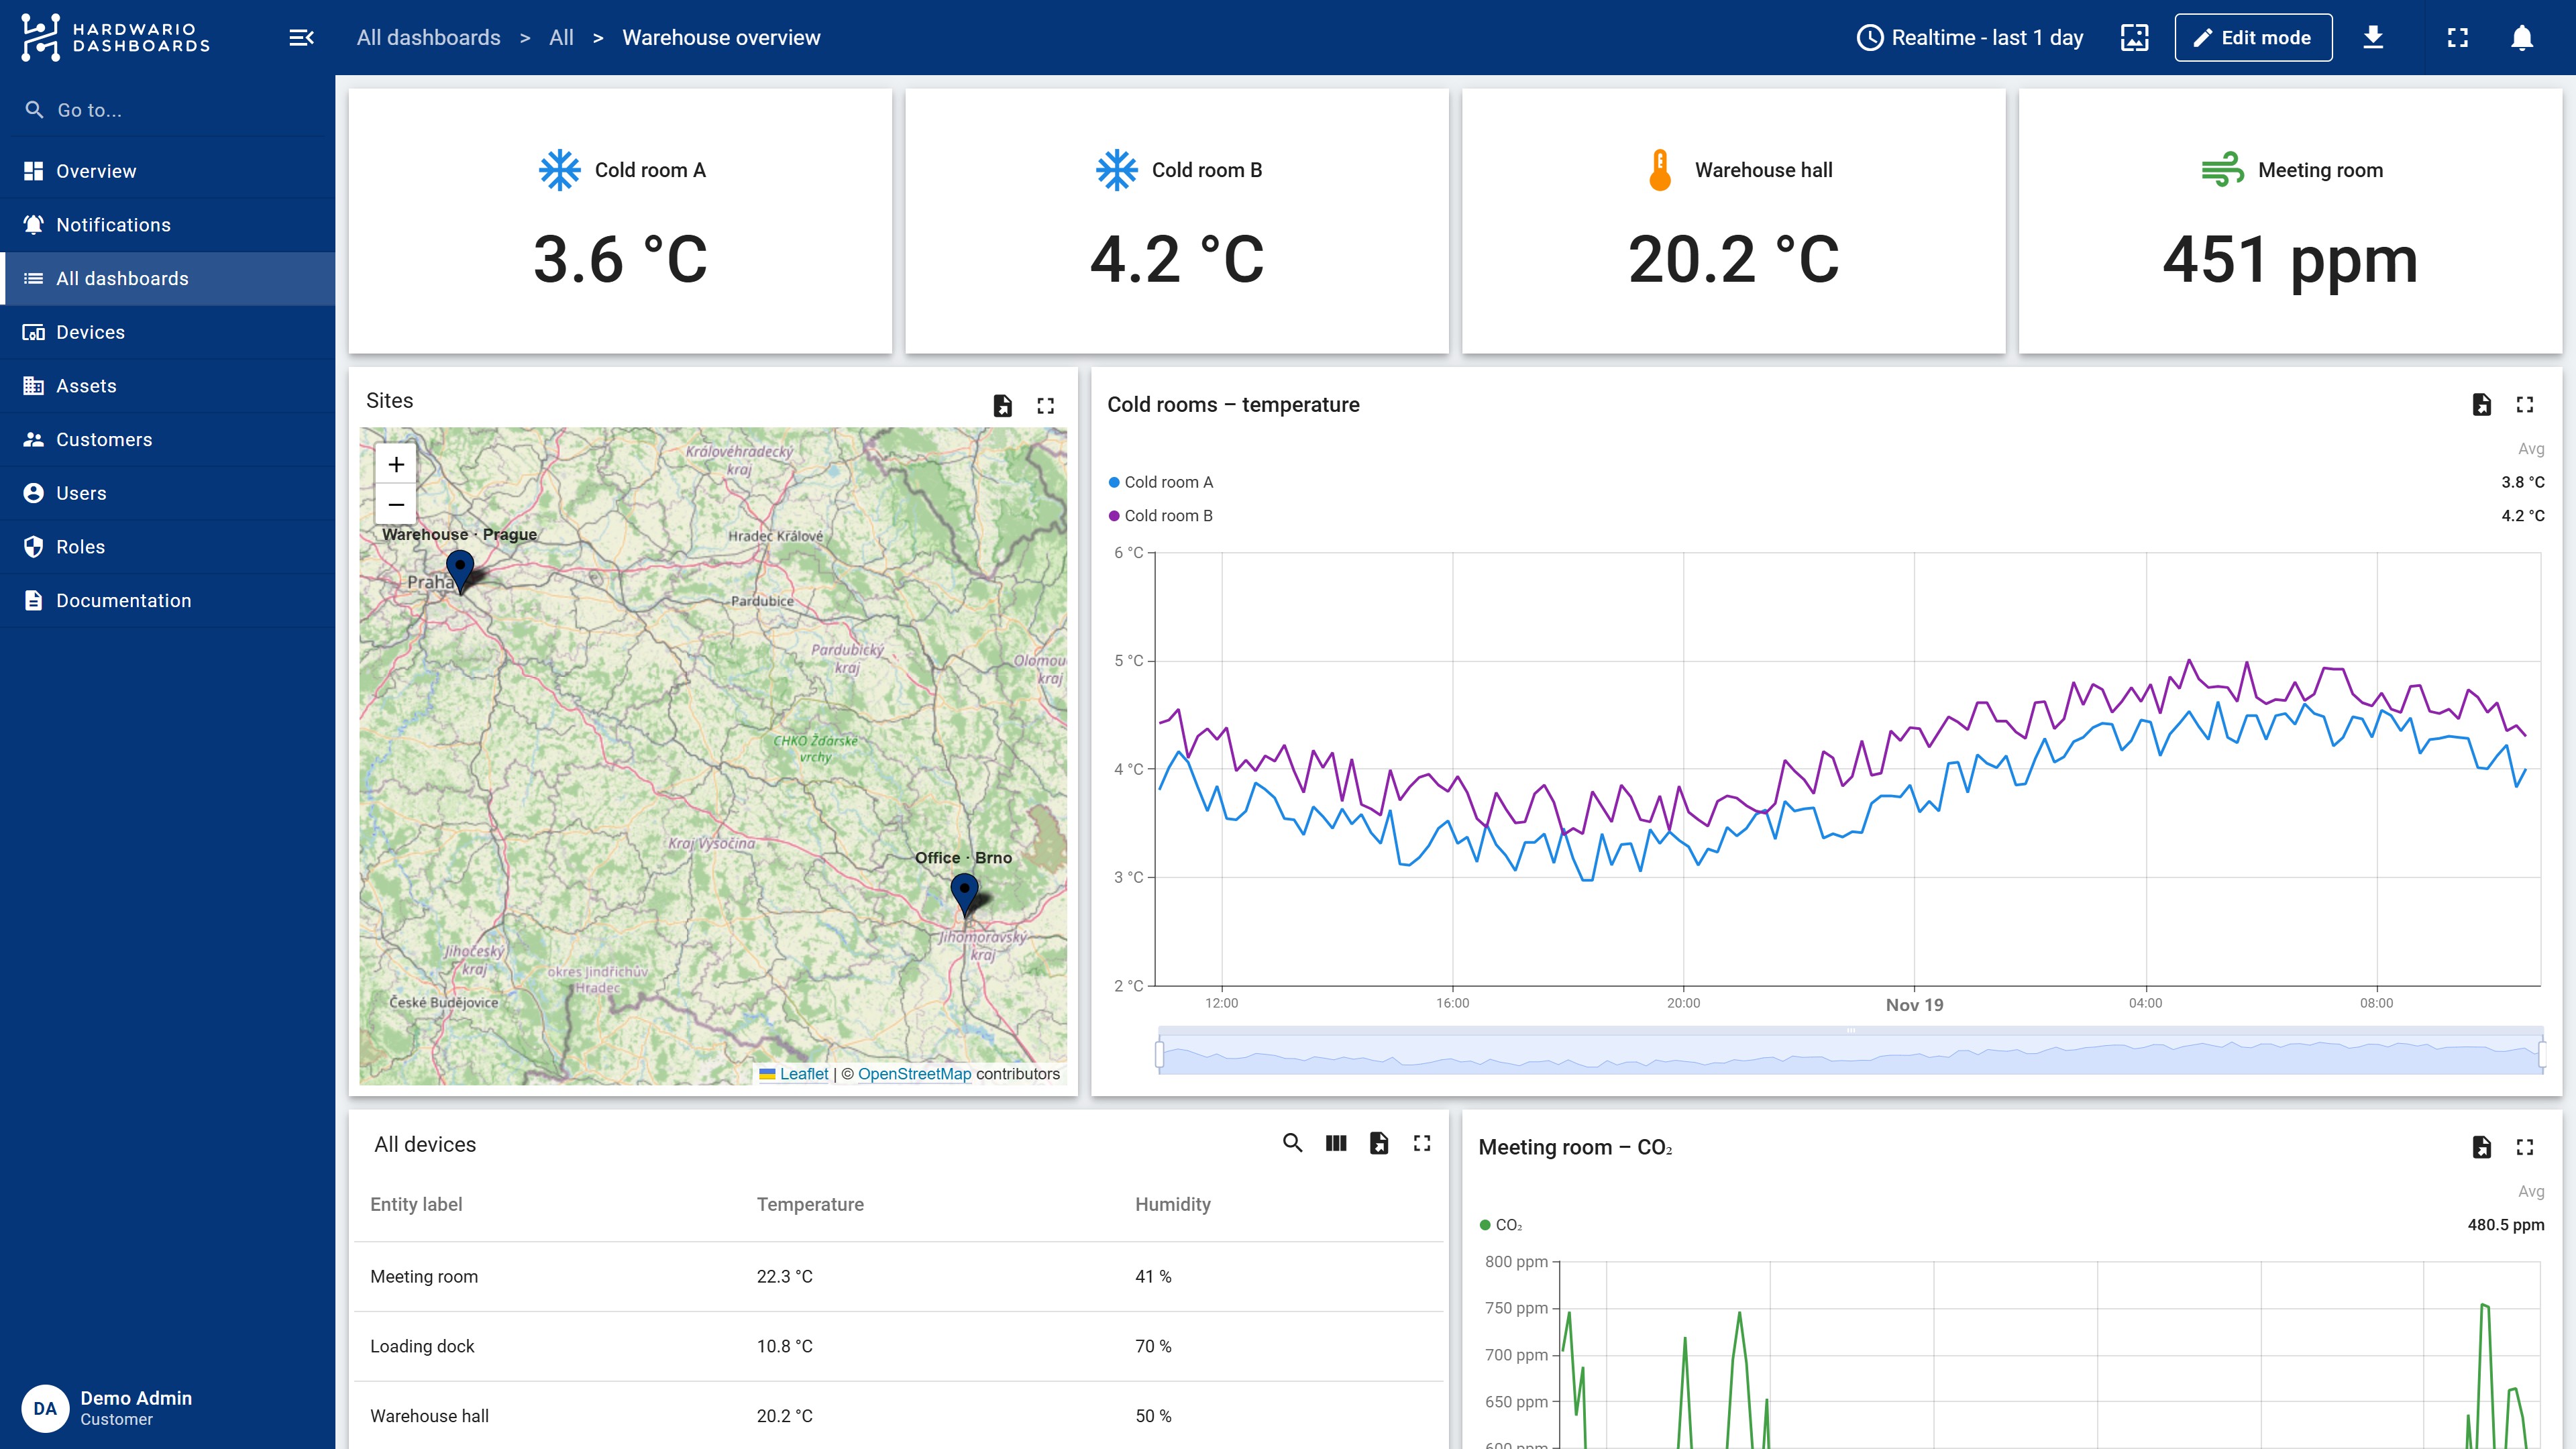 HARDWARIO
DASHBOARDS
All dashboards > All > Warehouse overview
Realtime - last 1 day
Edit mode
Go to...
Overview
Notifications
All dashboards
Devices
Assets
Customers
Users
Roles
Documentation
DA
Demo Admin
Customer
Cold room A
3.6 °C
Cold room B
4.2 °C
Warehouse hall
20.2 °C
Meeting room
451 ppm
Sites
+
−
Královéhradecký
kraj
Warehouse · Prague
Hradec Králové
Praha
Pardubice
Pardubický
kraj
Olomou
kraj
CHKO Žďárské
vrchy
Kraj Vysočina
Office · Brno
Jihomoravský
kraj
Jihočeský
kraj
okres Jindřichův
Hradec
České Budějovice
Leaflet | © OpenStreetMap contributors
Cold rooms – temperature
Avg
Cold room A 3.8 °C
Cold room B 4.2 °C
6 °C
5 °C
4 °C
3 °C
2 °C
12:00 16:00 20:00 Nov 19 04:00 08:00
All devices
Entity label Temperature Humidity
Meeting room 22.3 °C 41 %
Loading dock 10.8 °C 70 %
Warehouse hall 20.2 °C 50 %
Meeting room – CO₂
Avg
CO₂ 480.5 ppm
800 ppm
750 ppm
700 ppm
650 ppm
600 ppm